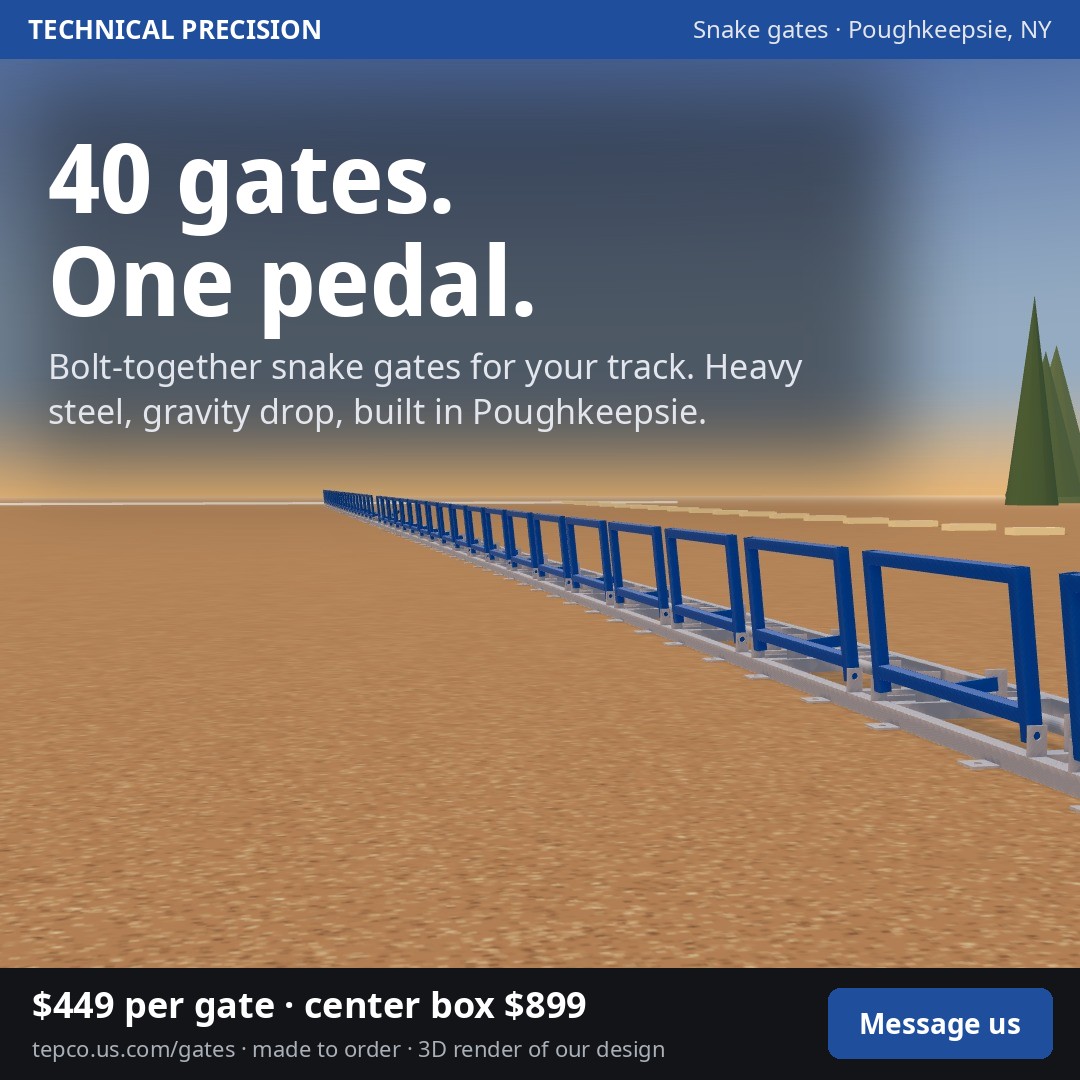 TECHNICAL PRECISION
Snake gates · Poughkeepsie, NY
40 gates.
One pedal.
Bolt-together snake gates for your track. Heavy
steel, gravity drop, built in Poughkeepsie.
$449 per gate · center box $899
tepco.us.com/gates · made to order · 3D render of our design
Message us